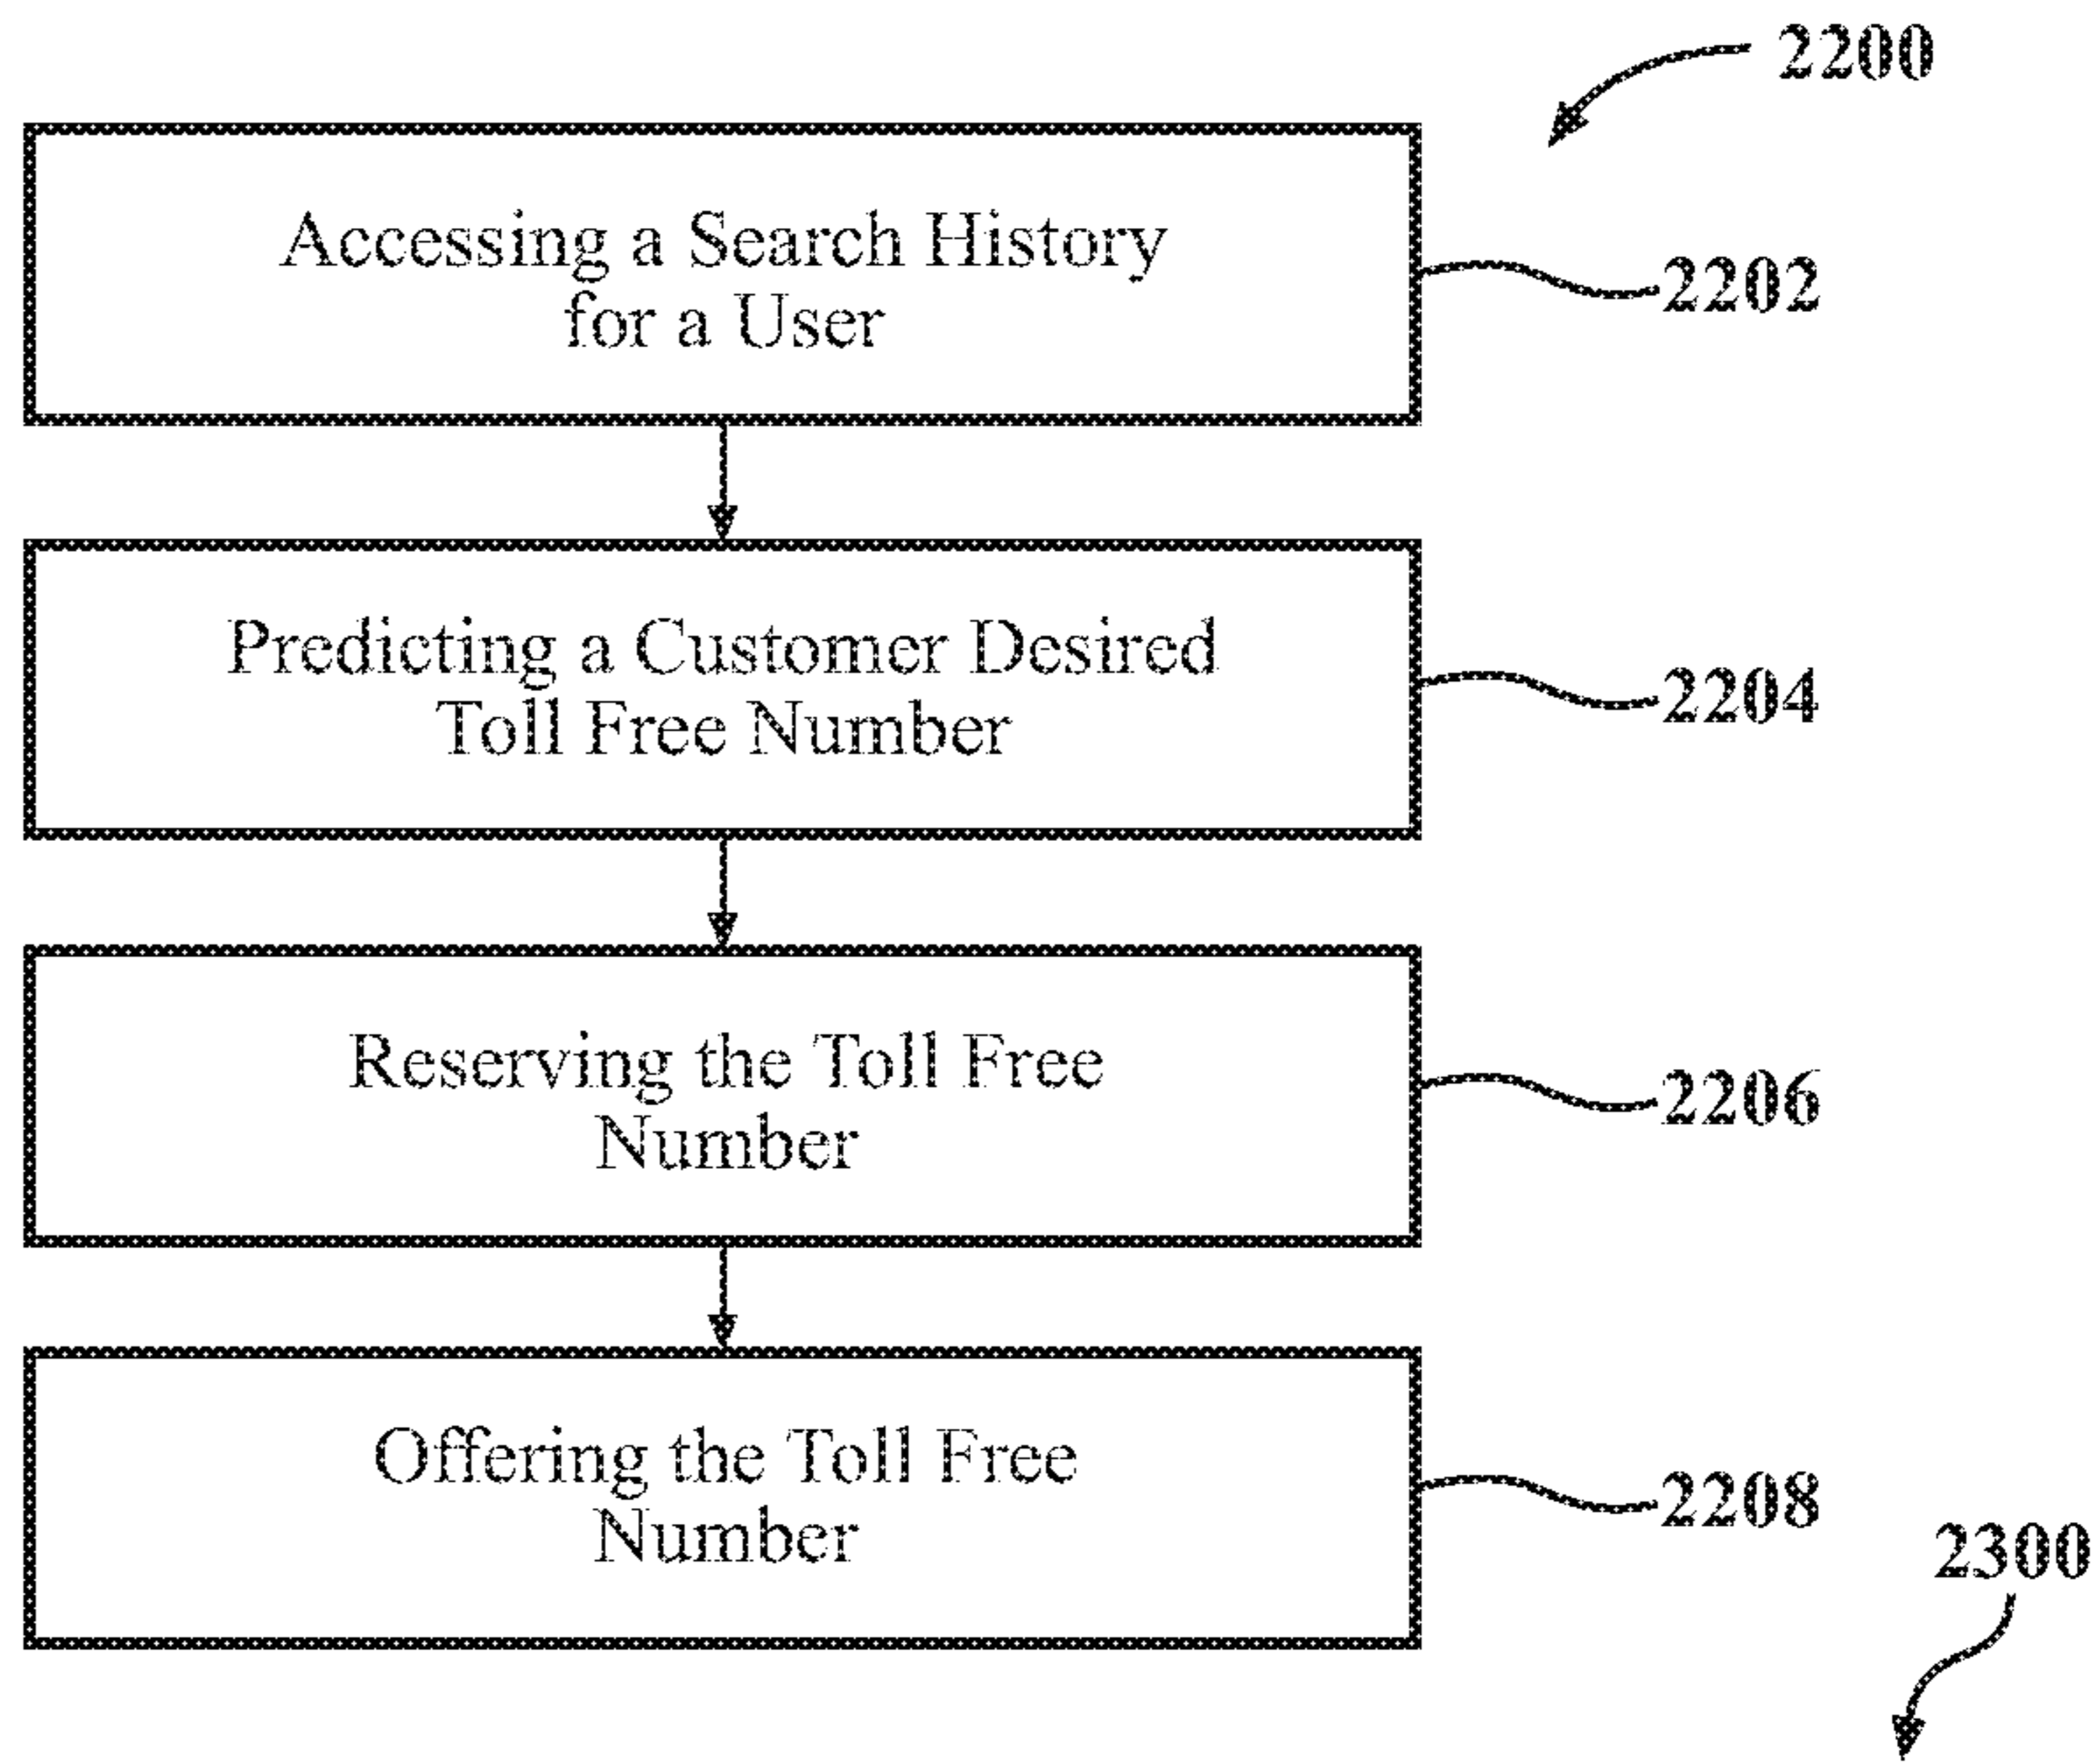 2200
Accessing a Search History
for a User
2202
Predicting a Customer Desired
Toll Free Number
2204
Reserving the Toll Free
Number
2206
Offering the Toll Free
Number
2208
2300